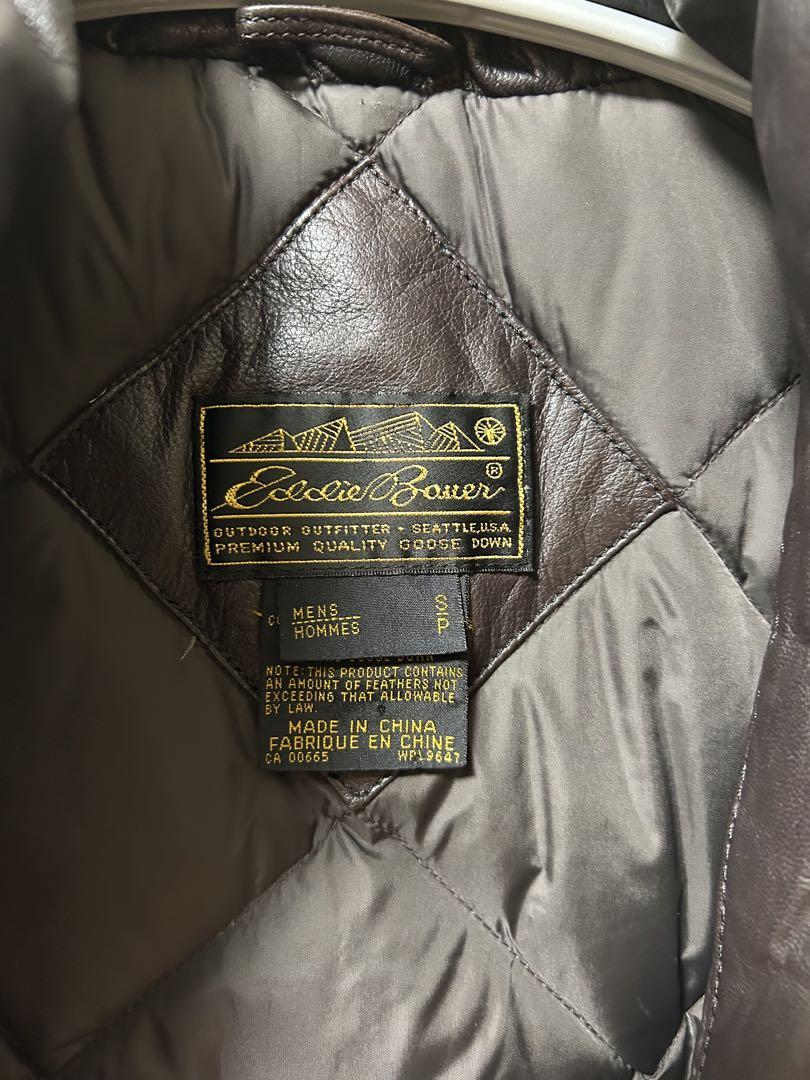 Eddie Bauer®
OUTDOOR OUTFITTER • SEATTLE, U.S.A.
PREMIUM QUALITY GOOSE DOWN
MENS S
HOMMES P
NOTE: THIS PRODUCT CONTAINS
AN AMOUNT OF FEATHERS NOT
EXCEEDING THAT ALLOWABLE
BY LAW.
MADE IN CHINA
FABRIQUE EN CHINE
CA 00665 WPL9647